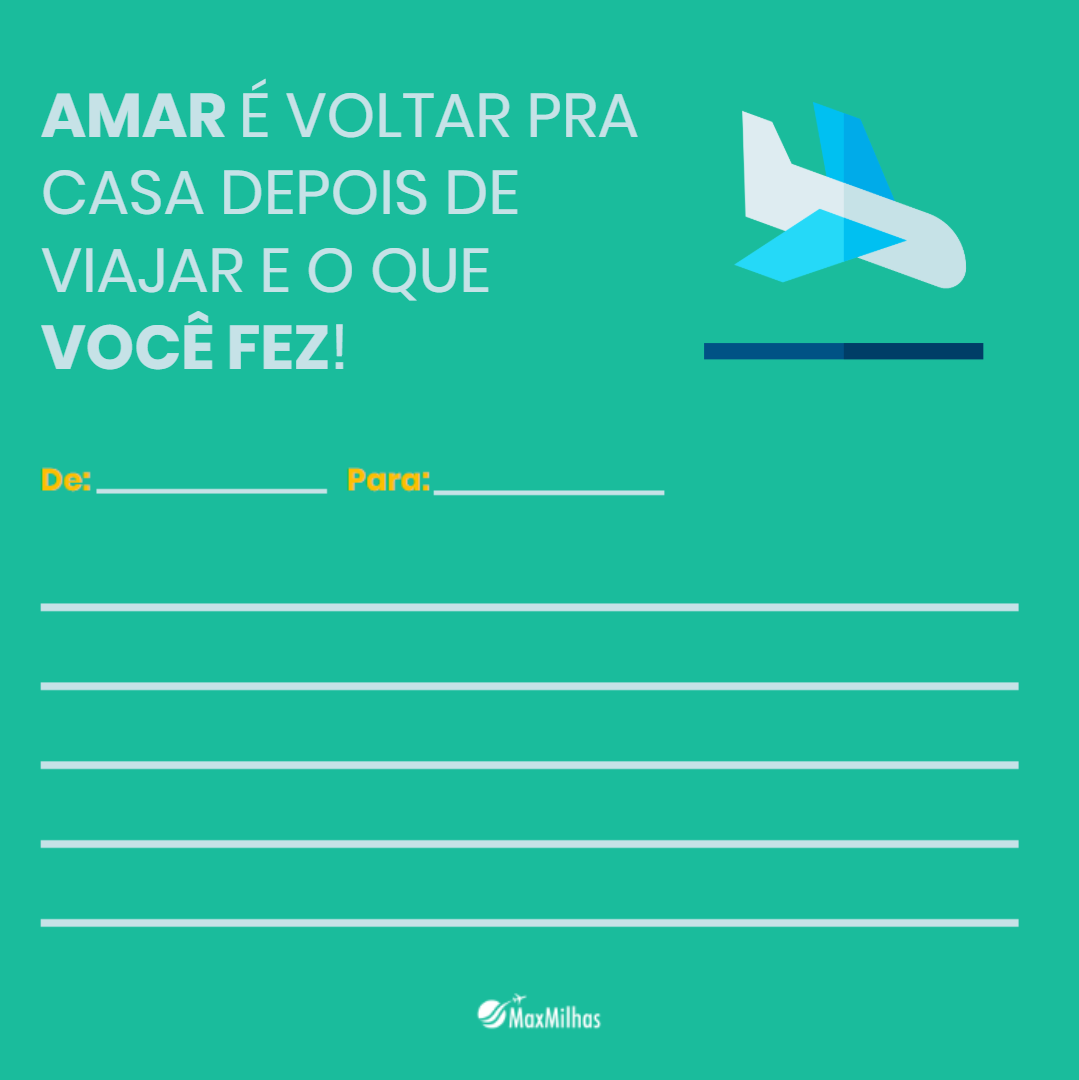 AMAR É VOLTAR PRA
CASA DEPOIS DE
VIAJAR E O QUE
VOCÊ FEZ!
De: Para:
MaxMilhas